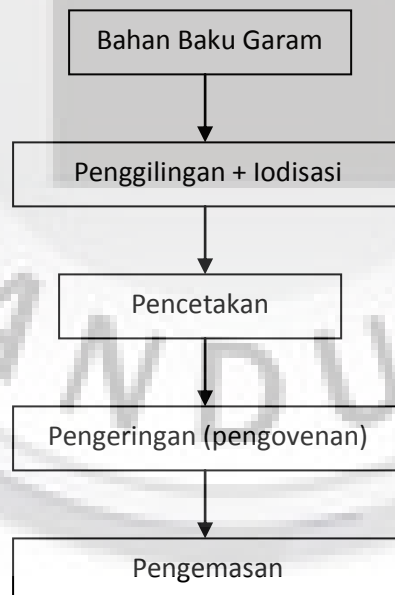 Bahan Baku Garam
Penggilingan + Iodisasi
Pencetakan
Pengeringan (pengovenan)
Pengemasan